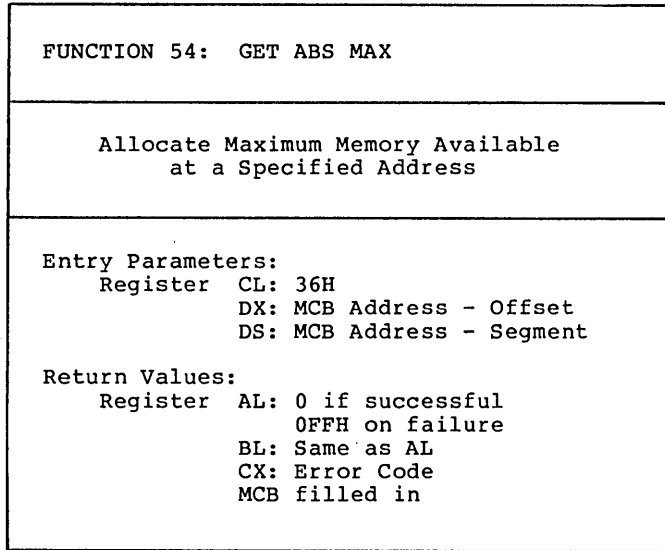 FUNCTION 54: GET ABS MAX
Allocate Maximum Memory Available
at a Specified Address
Entry Parameters:
Register CL: 36H
DX: MCB Address - Offset
DS: MCB Address - Segment
Return Values:
Register AL: 0 if successful
0FFH on failure
BL: Same as AL
CX: Error Code
MCB filled in